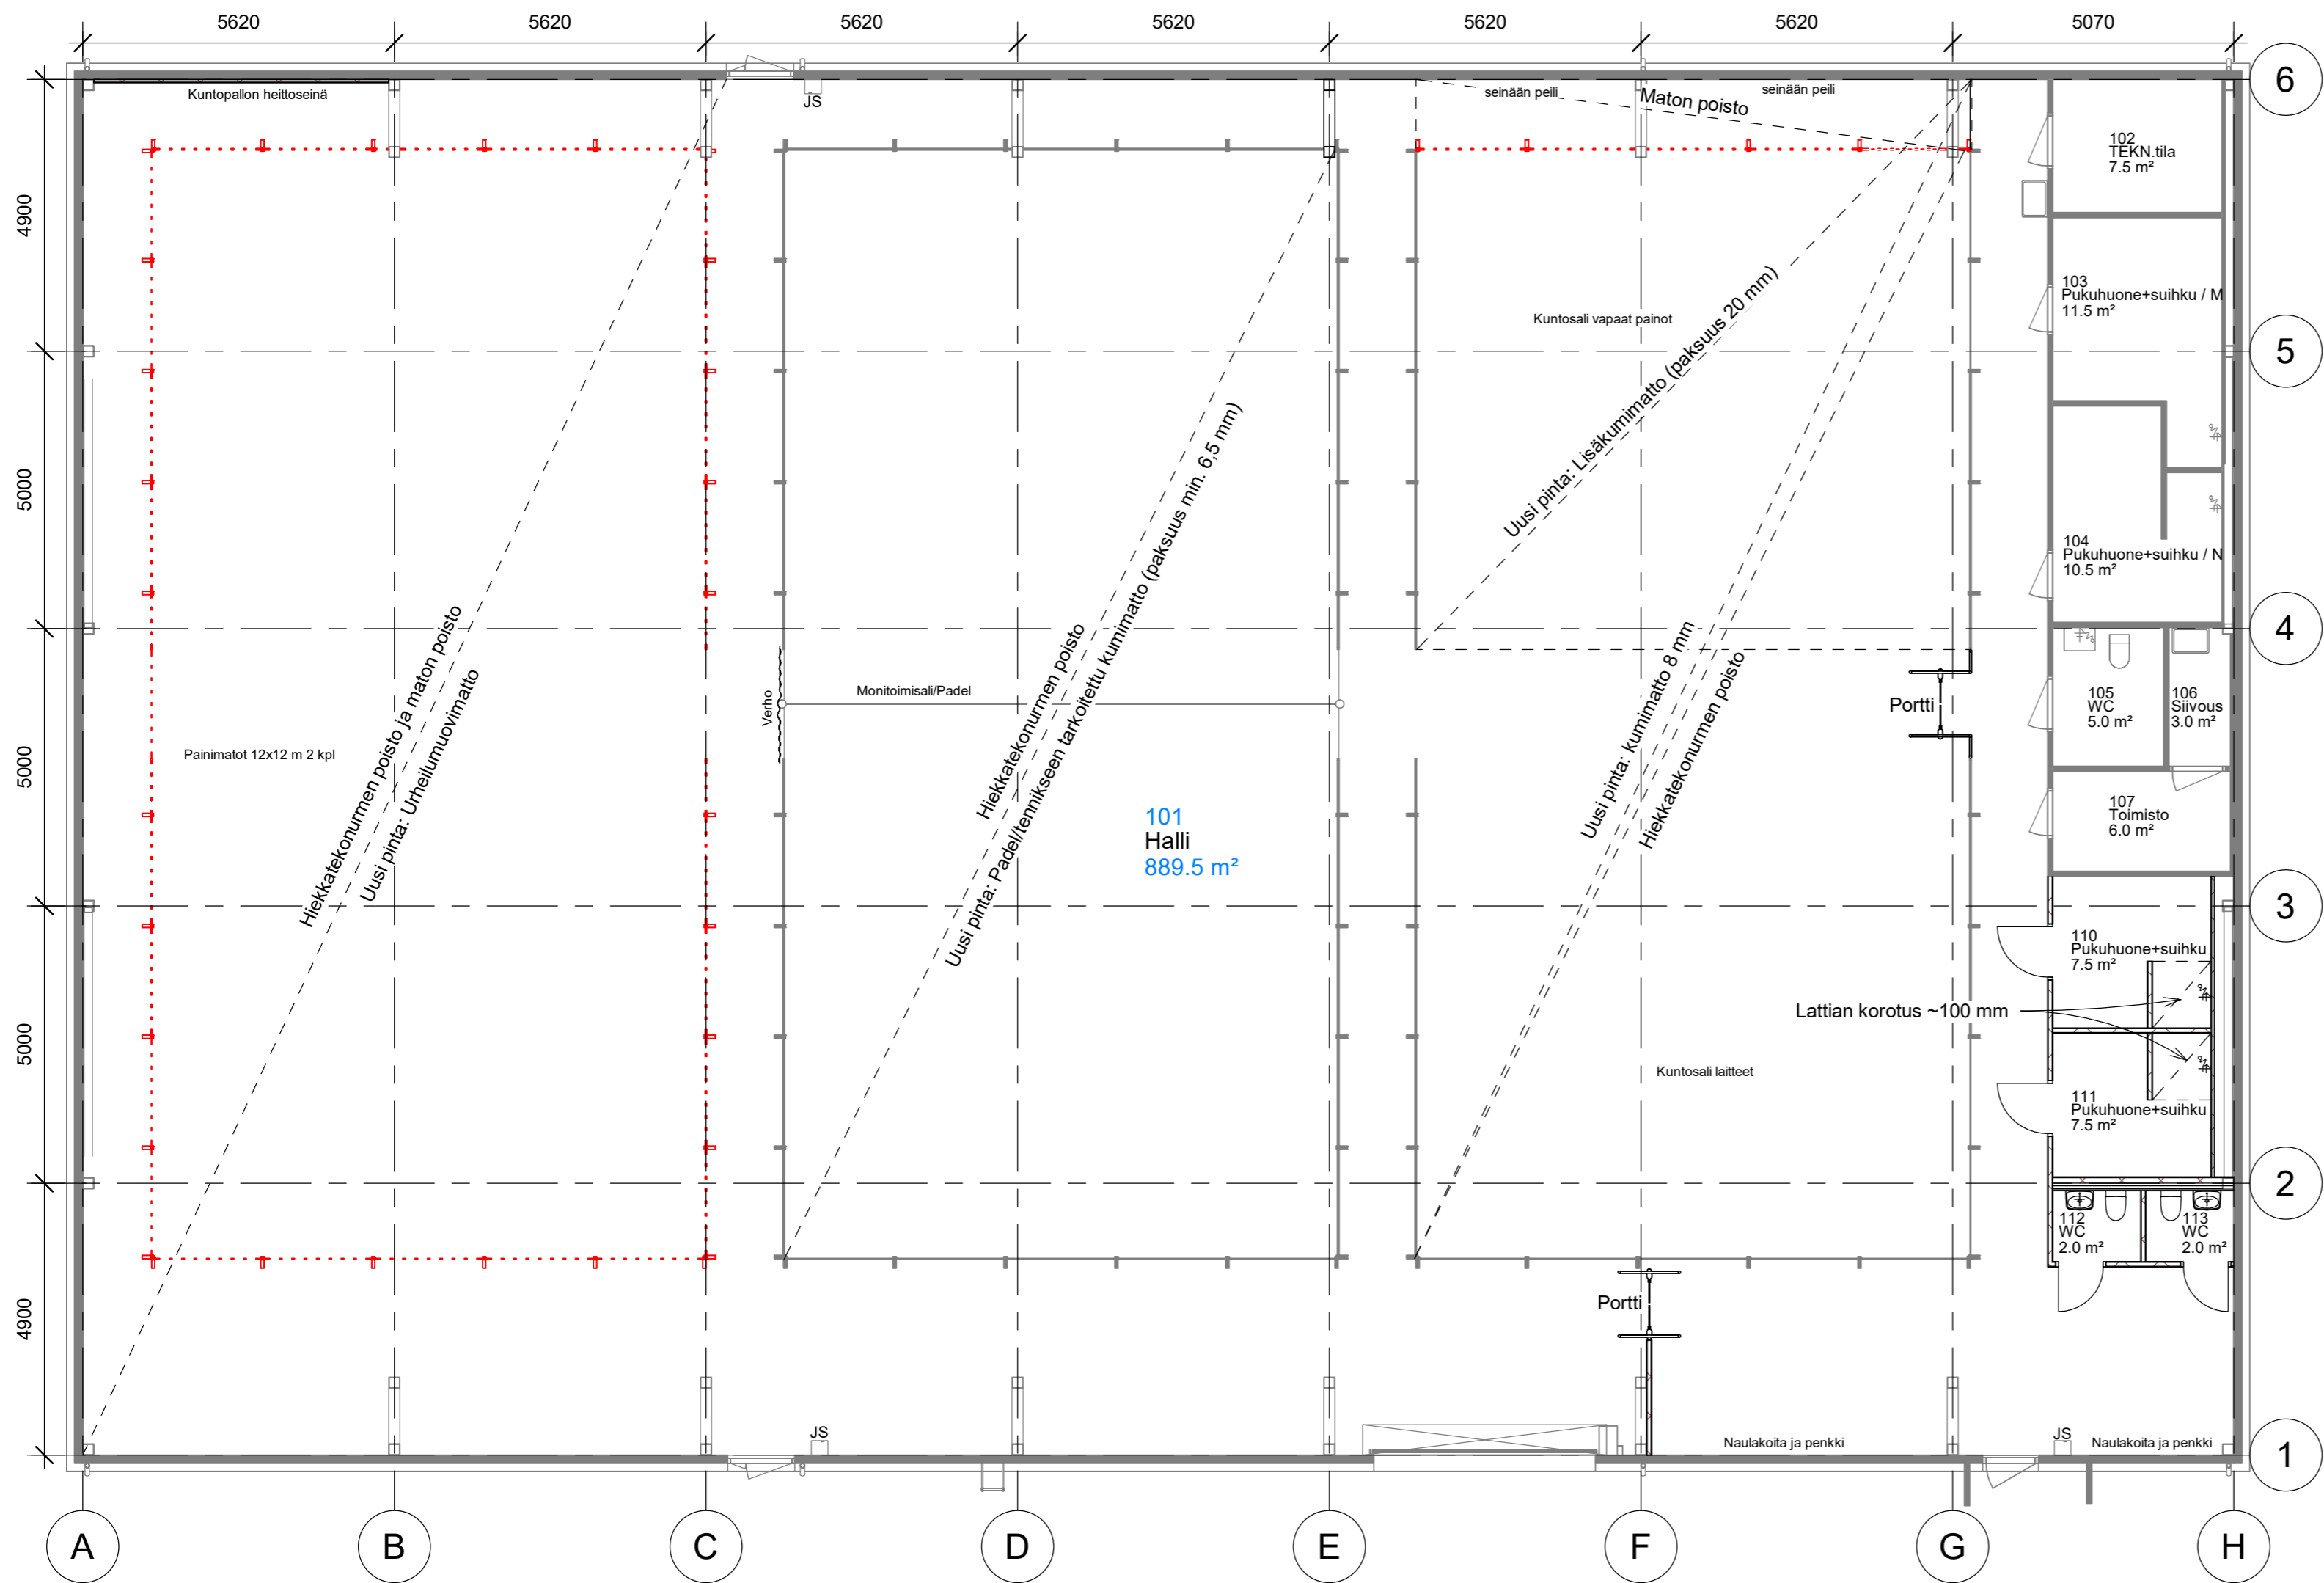 5620
5620
5620
5620
5620
5620
5070
6
Kuntopallon heittoseinä
JS
seinään peili
Maton poisto
seinään peili
102
TEKN.tila
7.5 m²
4900
103
Pukuhuone+suihku / M
11.5 m²
Kuntosali vapaat painot
Uusi pinta: Lisäkumimatto (paksuus 20 mm)
5
5000
104
Pukuhuone+suihku / N
10.5 m²
4
Hiekkatekonurmen poisto ja maton poisto
Uusi pinta: Urheilumuovimatto
Hiekkatekonurmen poisto
Uusi pinta: Padel/tennikseen tarkoitettu kumimatto (paksuus min. 6,5 mm)
Uusi pinta: kumimatto 8 mm
Hiekkatekonurmen poisto
Verho
Monitoimisali/Padel
Portti
105
WC
5.0 m²
106
Siivous
3.0 m²
Painimatot 12x12 m 2 kpl
5000
101
Halli
889.5 m²
107
Toimisto
6.0 m²
3
110
Pukuhuone+suihku
7.5 m²
Lattian korotus ~100 mm
5000
Kuntosali laitteet
111
Pukuhuone+suihku
7.5 m²
2
112
WC
2.0 m²
113
WC
2.0 m²
4900
Portti
JS
Naulakoita ja penkki
JS
Naulakoita ja penkki
1
A
B
C
D
E
F
G
H